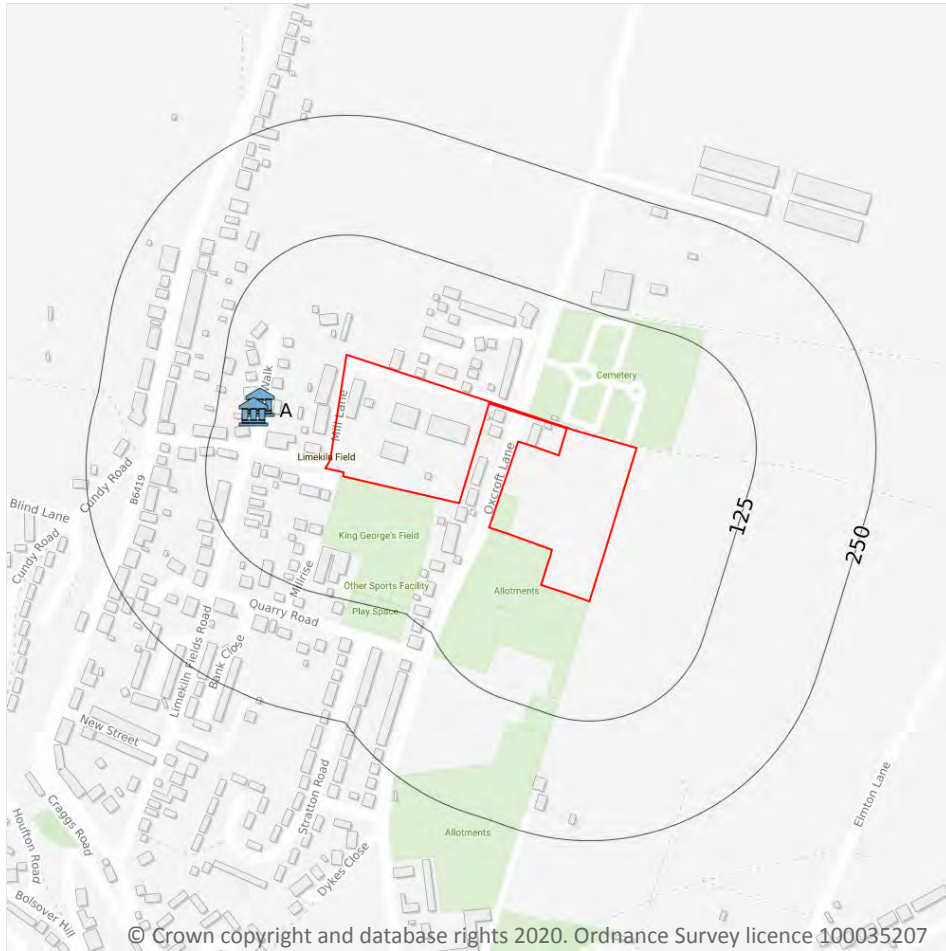 Cemetery
Walk
A
Mill Lane
Limekiln Field
Oxcroft Lane
Cundy Road
B6419
Blind Lane
Cundy Road
125
250
King George's Field
Other Sports Facility
Play Space
Allotments
Millrise
Quarry Road
Limekiln Fields Road
Bank Close
New Street
Stratton Road
Elmton Lane
Craggs Road
Houfton Road
Allotments
Dykes Close
Bolsover Hill
© Crown copyright and database rights 2020. Ordnance Survey licence 100035207